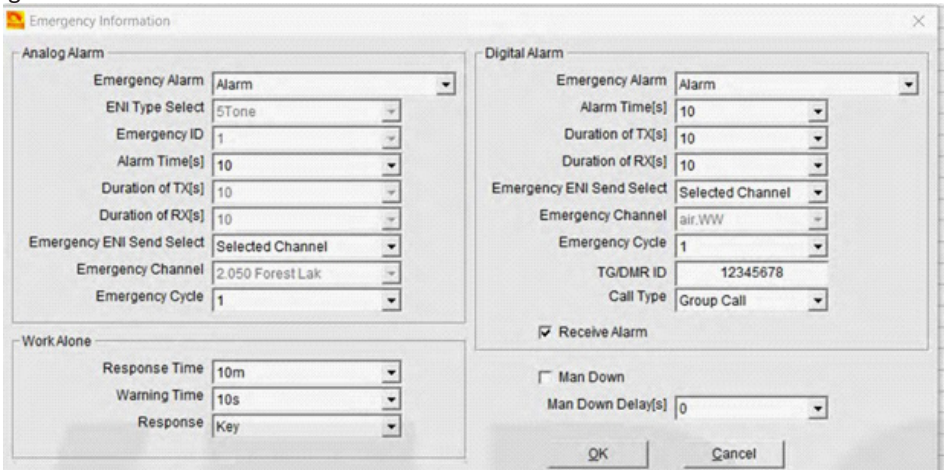 Emergency Information
Analog Alarm
Emergency Alarm Alarm
ENI Type Select 5Tone
Emergency ID 1
Alarm Time[s] 10
Duration of TX[s] 10
Duration of RX[s] 10
Emergency ENI Send Select Selected Channel
Emergency Channel 2.050 Forest Lak
Emergency Cycle 1
Work Alone
Response Time 10m
Warning Time 10s
Response Key
Digital Alarm
Emergency Alarm Alarm
Alarm Time[s] 10
Duration of TX[s] 10
Duration of RX[s] 10
Emergency ENI Send Select Selected Channel
Emergency Channel air.WW
Emergency Cycle 1
TG/DMR ID 12345678
Call Type Group Call
Receive Alarm
Man Down
Man Down Delay[s] 0
OK Cancel